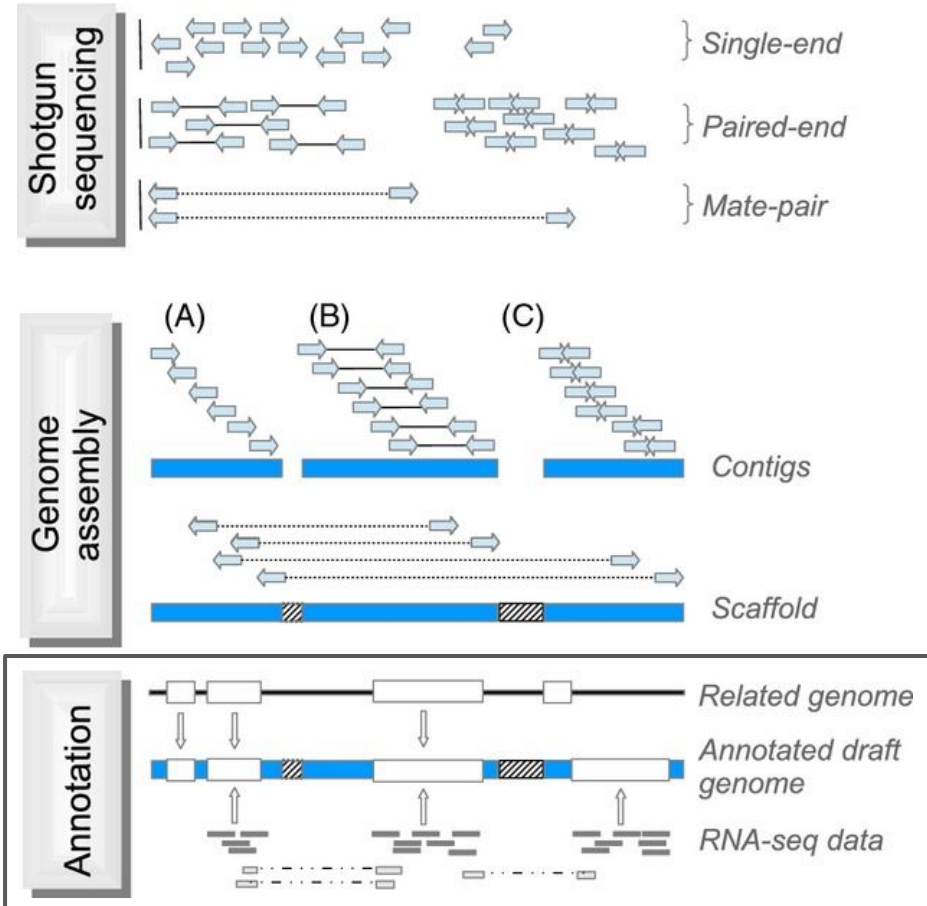 Shotgun
sequencing
Single-end
Paired-end
Mate-pair
Genome
assembly
(A) (B) (C)
Contigs
Scaffold
Annotation
Related genome
Annotated draft
genome
RNA-seq data